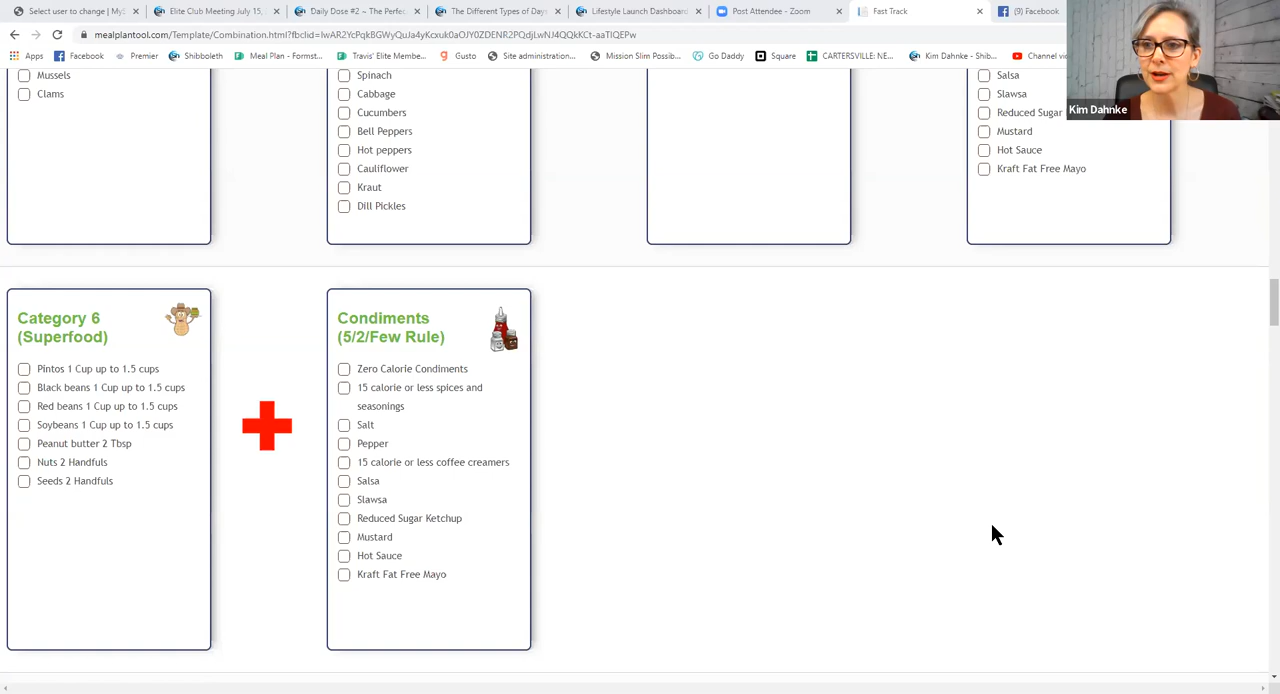 Select user to change | MyS
Elite Club Meeting July 15,
Daily Dose #2 ~ The Perfec
The Different Types of Days
Lifestyle Launch Dashboard
Post Attendee - Zoom
Fast Track
(9) Facebook
mealplantool.com/Template/Combination.html?fbclid=IwAR2YcPqkBGWyQuJa4yKcxuk0aOJY0ZDENR2PQdjLwNJ4QQkKCt-aaTIQEPw
Apps
Facebook
Premier
Shibboleth
Meal Plan - Formst...
Travis' Elite Membe...
Gusto
Site administration...
Mission Slim Possib...
Go Daddy
Square
CARTERSVILLE: NE...
Kim Dahnke - Shib...
Channel vi
Kim Dahnke
Mussels
Clams
Spinach
Cabbage
Cucumbers
Bell Peppers
Hot peppers
Cauliflower
Kraut
Dill Pickles
Salsa
Slawsa
Reduced Sugar
Mustard
Hot Sauce
Kraft Fat Free Mayo
Category 6
(Superfood)
Pintos 1 Cup up to 1.5 cups
Black beans 1 Cup up to 1.5 cups
Red beans 1 Cup up to 1.5 cups
Soybeans 1 Cup up to 1.5 cups
Peanut butter 2 Tbsp
Nuts 2 Handfuls
Seeds 2 Handfuls
Condiments
(5/2/Few Rule)
Zero Calorie Condiments
15 calorie or less spices and
seasonings
Salt
Pepper
15 calorie or less coffee creamers
Salsa
Slawsa
Reduced Sugar Ketchup
Mustard
Hot Sauce
Kraft Fat Free Mayo